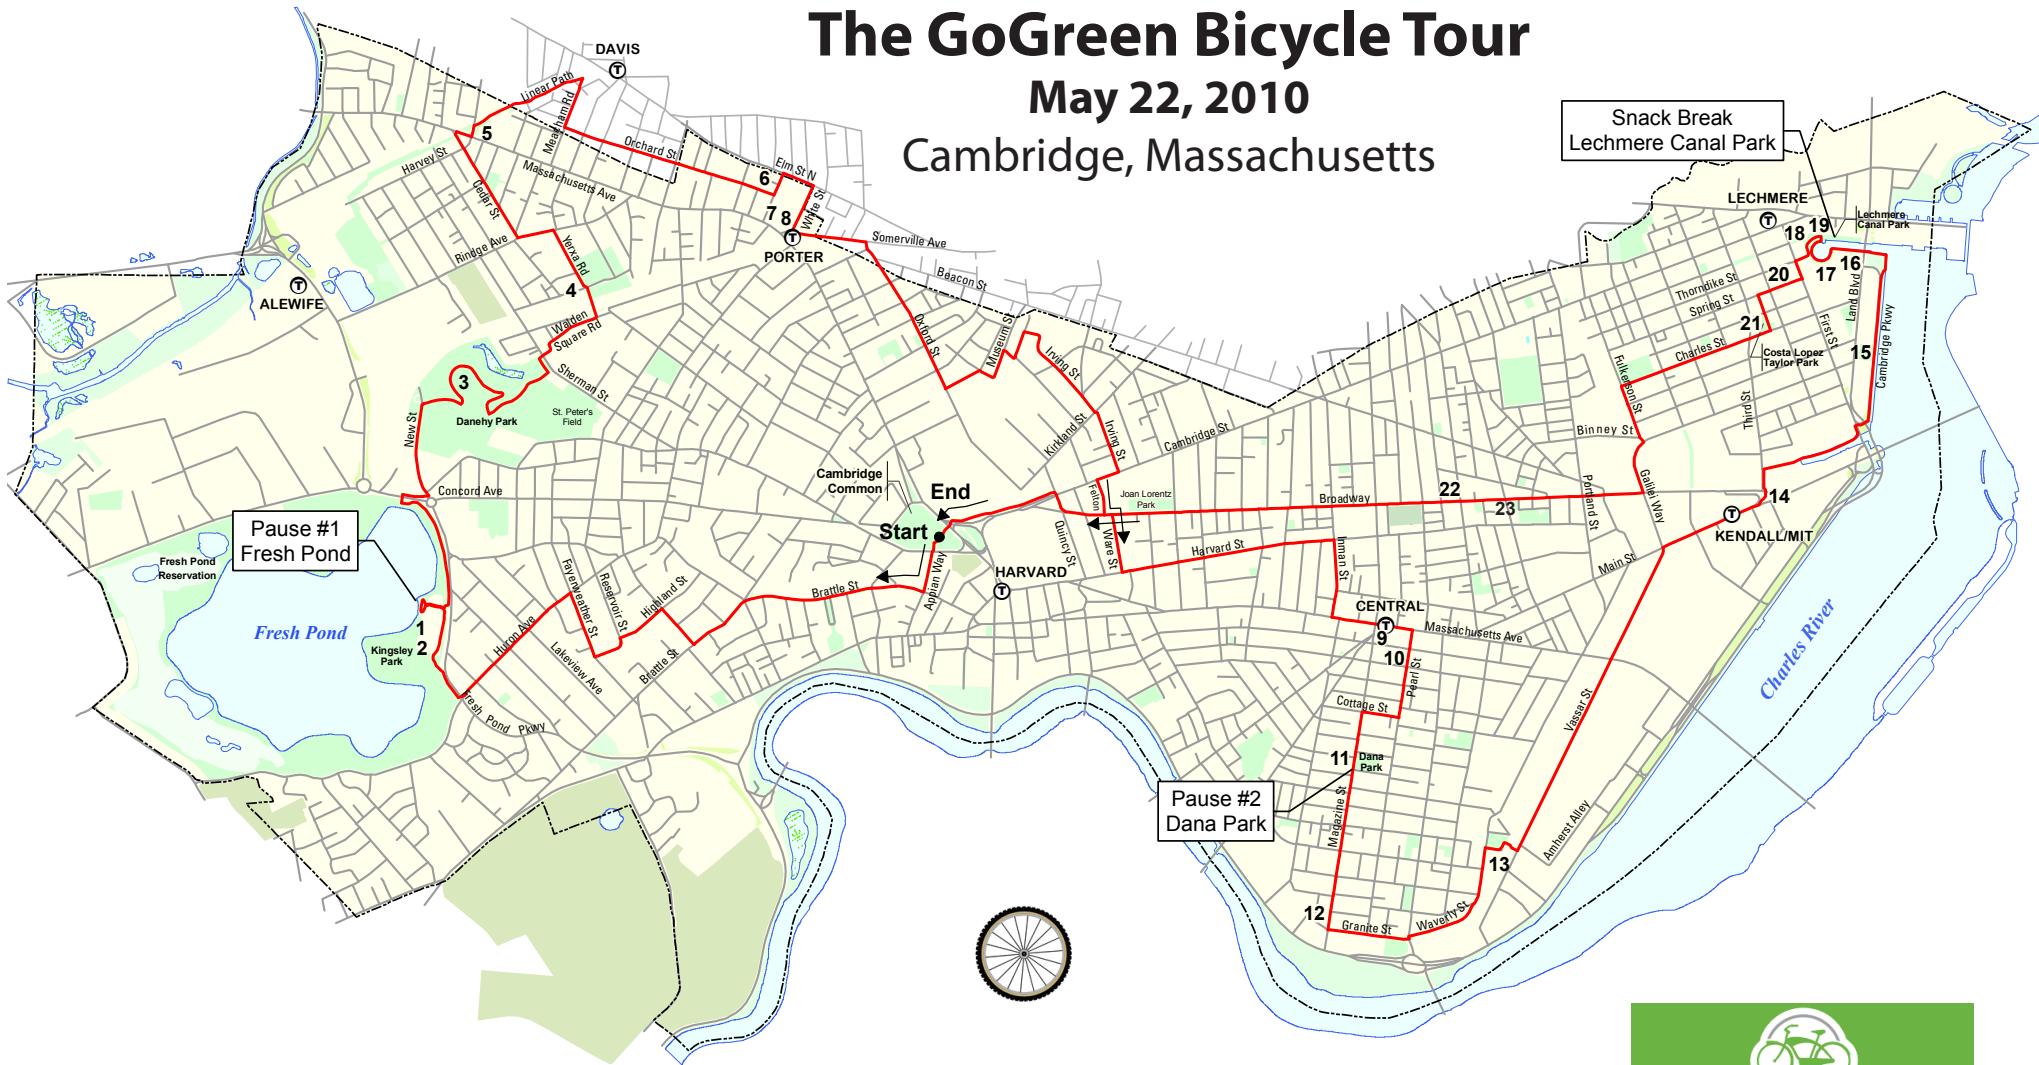 The GoGreen Bicycle Tour
May 22, 2010
Cambridge, Massachusetts
DAVIS
T
Linear Path
Meacham Rd
5
Orchard St
Harvey St
Massachusetts Ave
Cedar St
Elm St N
6
7
8
White St
T
PORTER
Somerville Ave
Beacon St
Rindge Ave
Yerxa Rd
4
T
ALEWIFE
Walden
Square Rd
Sherman St
3
Danehy Park
St. Peter's
Field
New St
Concord Ave
Oxford St
Museum St
Irving St
Kirkland St
Irving St
Cambridge St
Snack Break
Lechmere Canal Park
LECHMERE
T
18
19
Lechmere
Canal Park
16
17
20
Thorndike St
Spring St
21
Charles St
Costa Lopez
Taylor Park
Land Blvd
First St
15
Cambridge Pkwy
Fulkerson St
Third St
Binney St
Galilei Way
Portland St
14
T
KENDALL/MIT
Main St
Cambridge
Common
End
Start
Felton
Joan Lorentz
Park
Broadway
22
23
Quincy St
Ware St
Harvard St
Inman St
Pause #1
Fresh Pond
Fresh Pond
Reservation
Fresh Pond
1
2
Kingsley
Park
Huron Ave
Fayerweather St
Reservoir St
Highland St
Lakeview Ave
Brattle St
Brattle St
Appian Way
HARVARD
T
Fresh Pond Pkwy
CENTRAL
T
9
10
Massachusetts Ave
Pearl St
Cottage St
11
Dana
Park
Pause #2
Dana Park
Magazine St
12
Granite St
Waverly St
13
Vassar St
Amherst Alley
Charles River